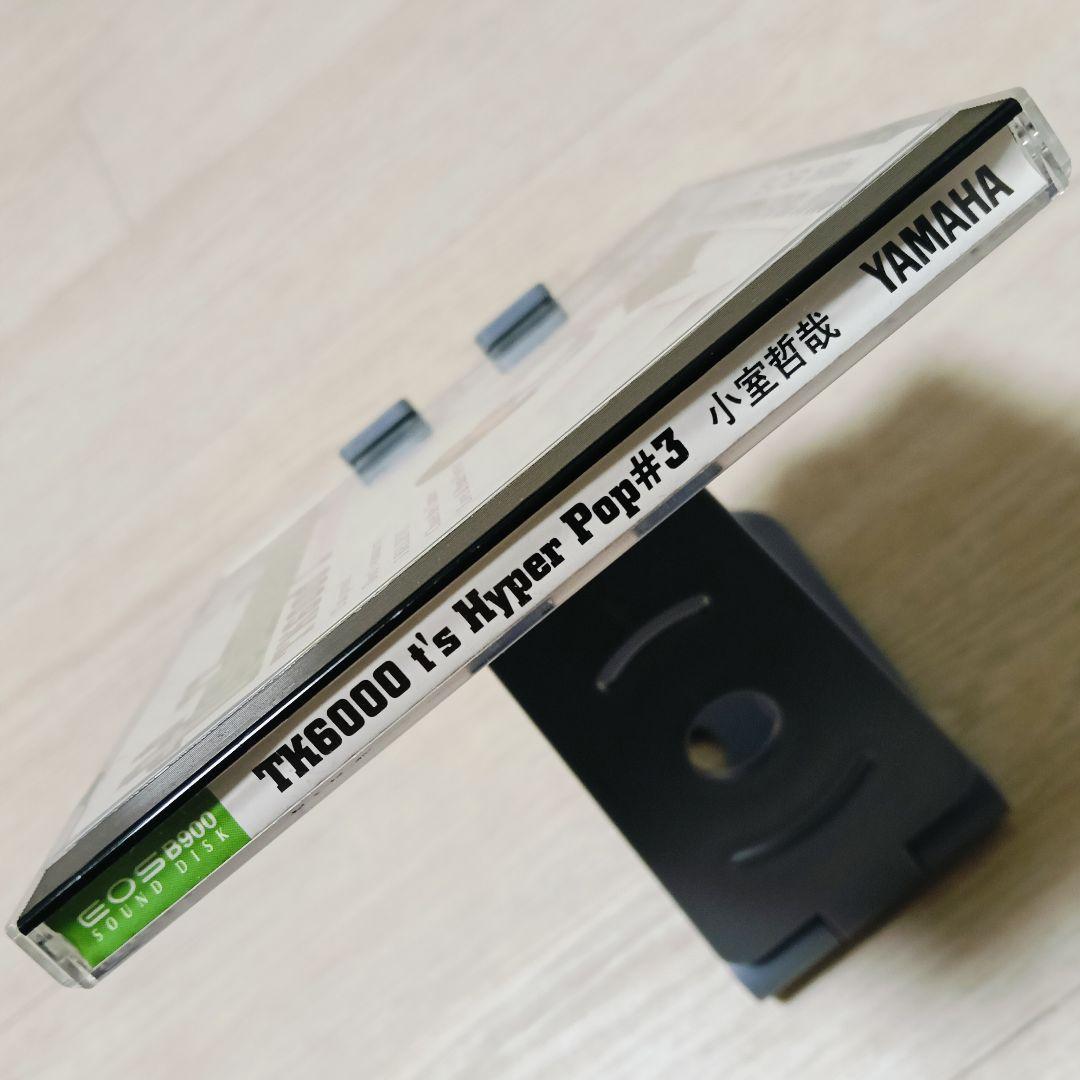 EOS B900
SOUND DISK
TK6000 t's Hyper Pop#3 小室哲哉 YAMAHA